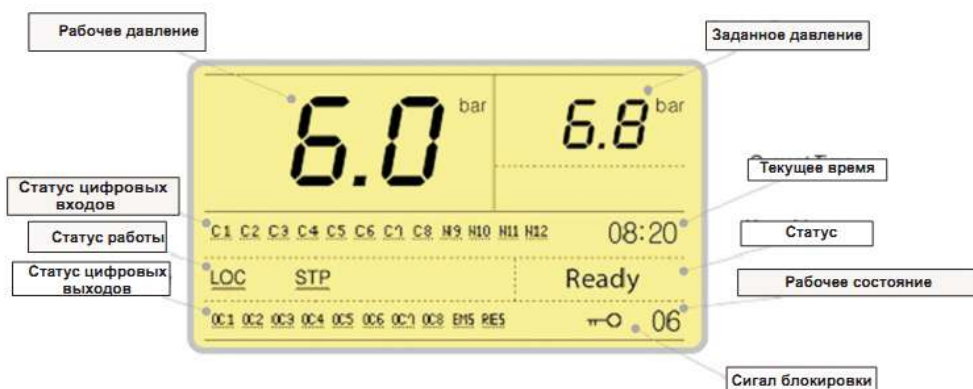 Рабочее давление
Заданное давление
6.0 bar
6.8 bar
Текущее время
Статус цифровых
входов
C1 C2 C3 C4 C5 C6 C7 C8 N9 N10 N11 N12
08:20
Статус работы
Статус
LOC STP
Ready
Статус цифровых
выходов
Рабочее состояние
OC1 OC2 OC3 OC4 OC5 OC6 OC7 OC8 EMS RES
06
Сигал блокировки